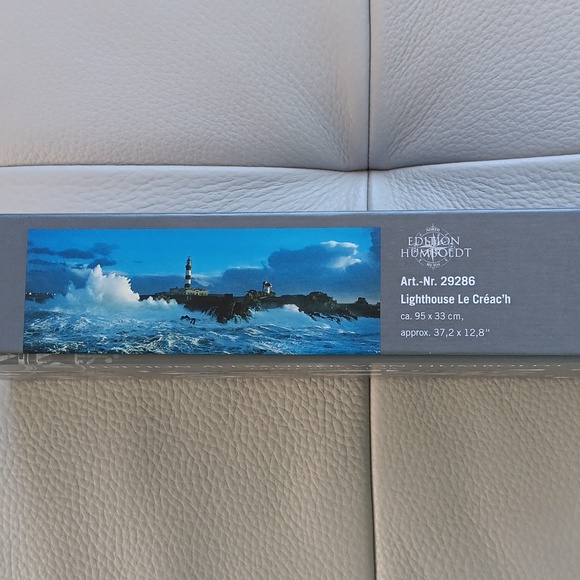 EDITION
HUMBOLDT
Art.-Nr. 29286
Lighthouse Le Créac'h
ca. 95 x 33 cm,
approx. 37,2 x 12,8"